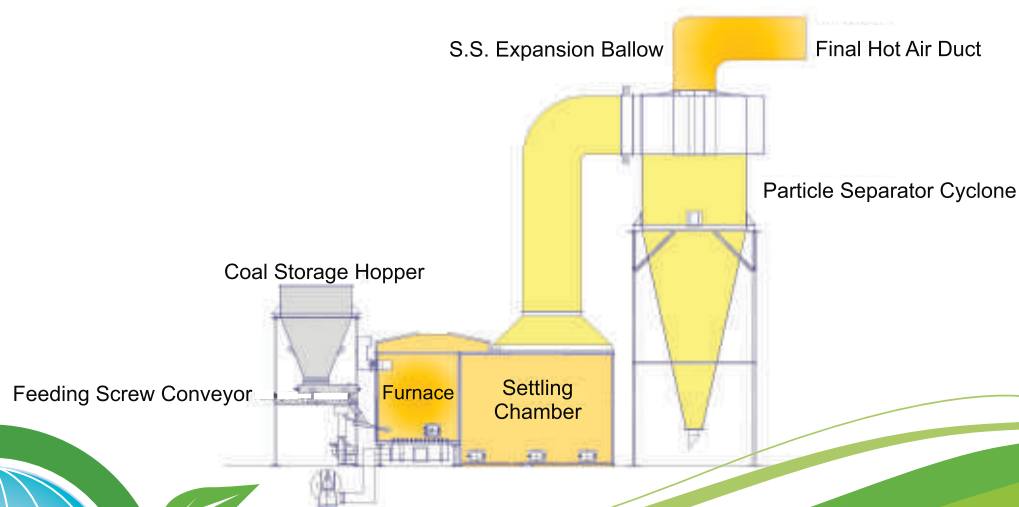 S.S. Expansion Ballow
Final Hot Air Duct
Particle Separator Cyclone
Coal Storage Hopper
Feeding Screw Conveyor
Furnace
Settling
Chamber